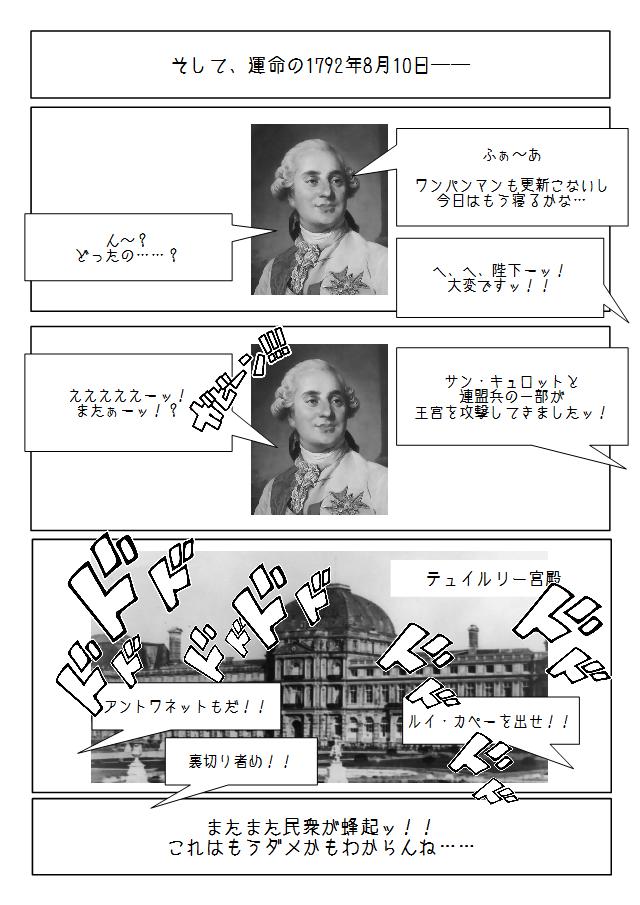 そして、運命の1792年8月10日――
ふぁ～あ
ワンパンマンも更新こないし
今日はもう寝るかな…
ん～？
どったの……？
へ、へ、陛下ーッ！
大変ですッ！！
サン・キュロットと
連盟兵の一部が
王宮を攻撃してきましたッ！
えええええーッ！
またぁーッ！？
ガビーン!!!
テュイルリー宮殿
ドドドド
ドドドド
ドドドド
ドドドド
アントワネットもだ！！
ルイ・カペーを出せ！！
裏切り者め！！
またまた民衆が蜂起ッ！！
これはもうダメかもわからんね……